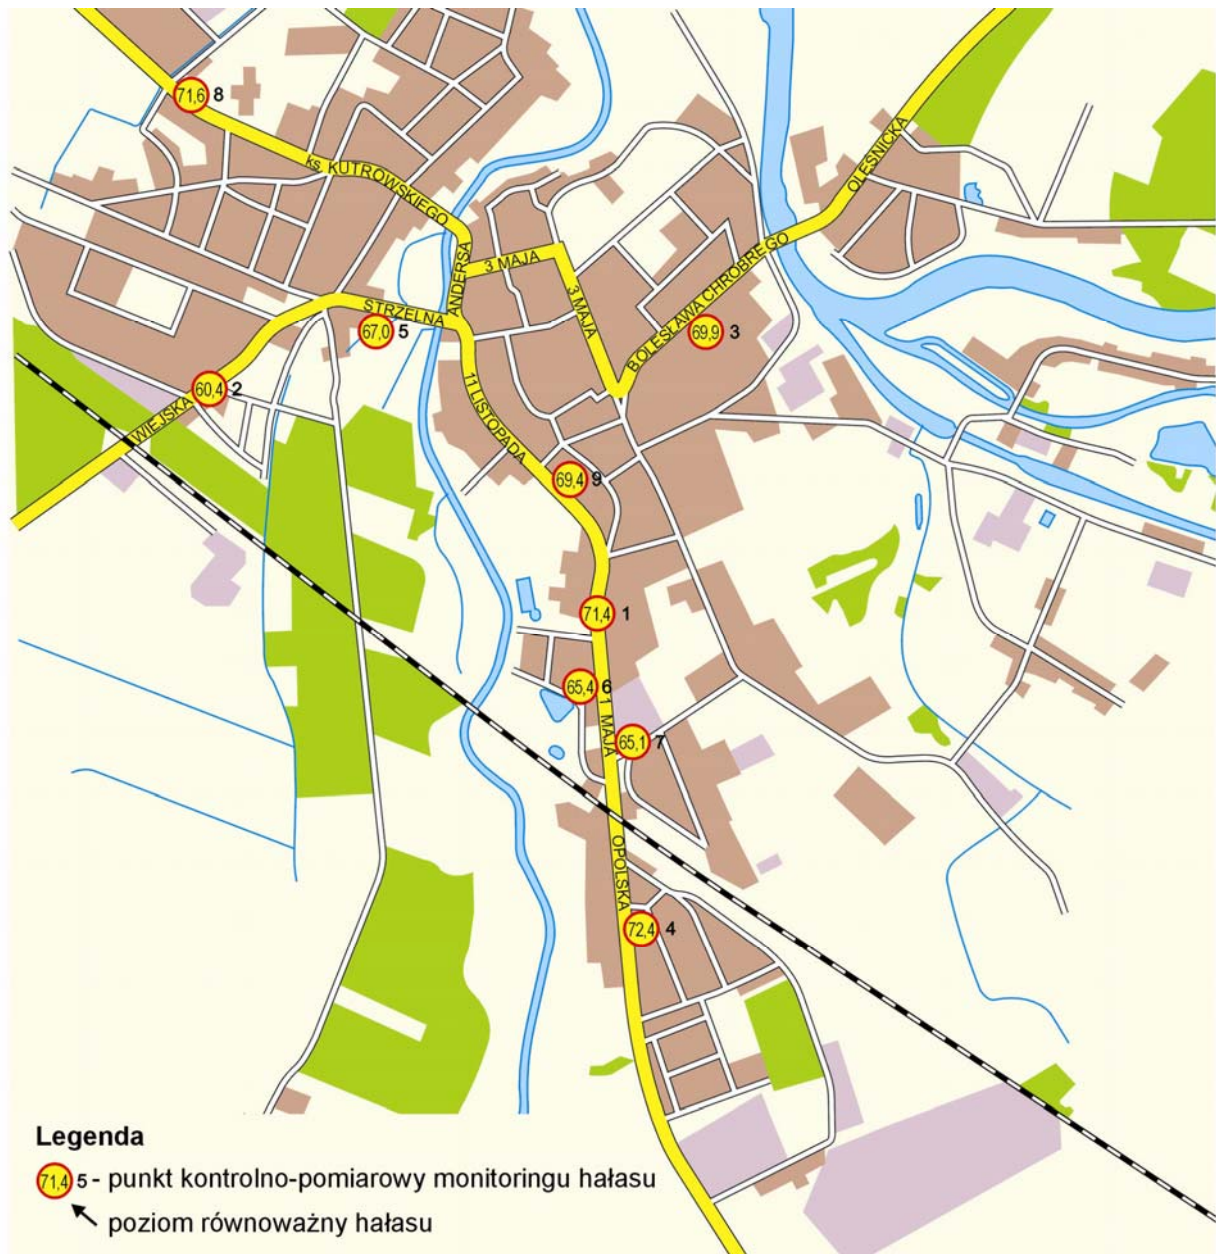 71,6 8
ks. KUTROWSKIEGO
OLEŚNICKA
ANDERSA
3 MAJA
3 MAJA
BOLESŁAWA CHROBREGO
STRZELNA
67,0 5
69,9 3
60,4 2
WIEJSKA
11 LISTOPADA
69,4 9
71,4 1
65,4 6
1 MAJA
65,1 7
OPOLSKA
72,4 4
Legenda
71,4 5 - punkt kontrolno-pomiarowy monitoringu hałasu
poziom równoważny hałasu